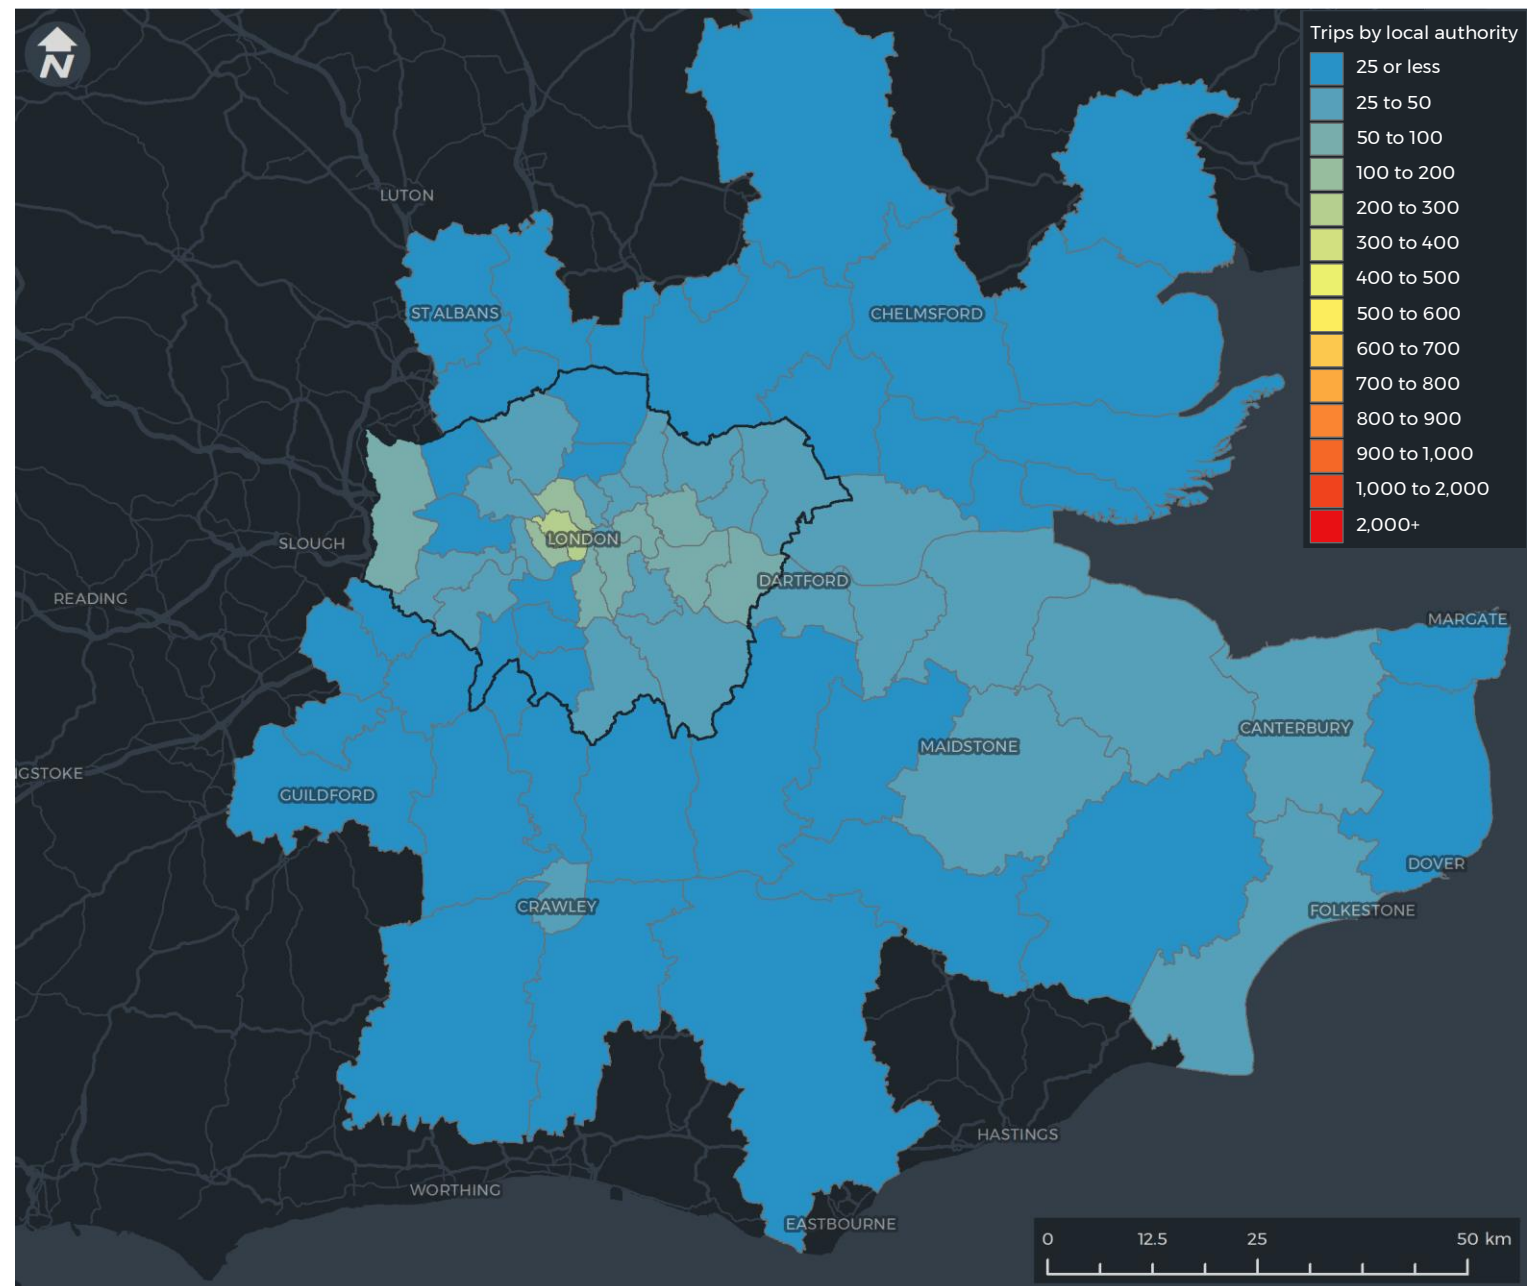 N
Trips by local authority
25 or less
25 to 50
50 to 100
100 to 200
200 to 300
300 to 400
400 to 500
500 to 600
600 to 700
700 to 800
800 to 900
900 to 1,000
1,000 to 2,000
2,000+
LUTON
ST ALBANS
CHELMSFORD
SLOUGH
LONDON
READING
DARTFORD
MARGATE
CANTERBURY
MAIDSTONE
GSTOKE
GUILDFORD
DOVER
CRAWLEY
FOLKESTONE
HASTINGS
WORTHING
EASTBOURNE
0 12.5 25 50 km